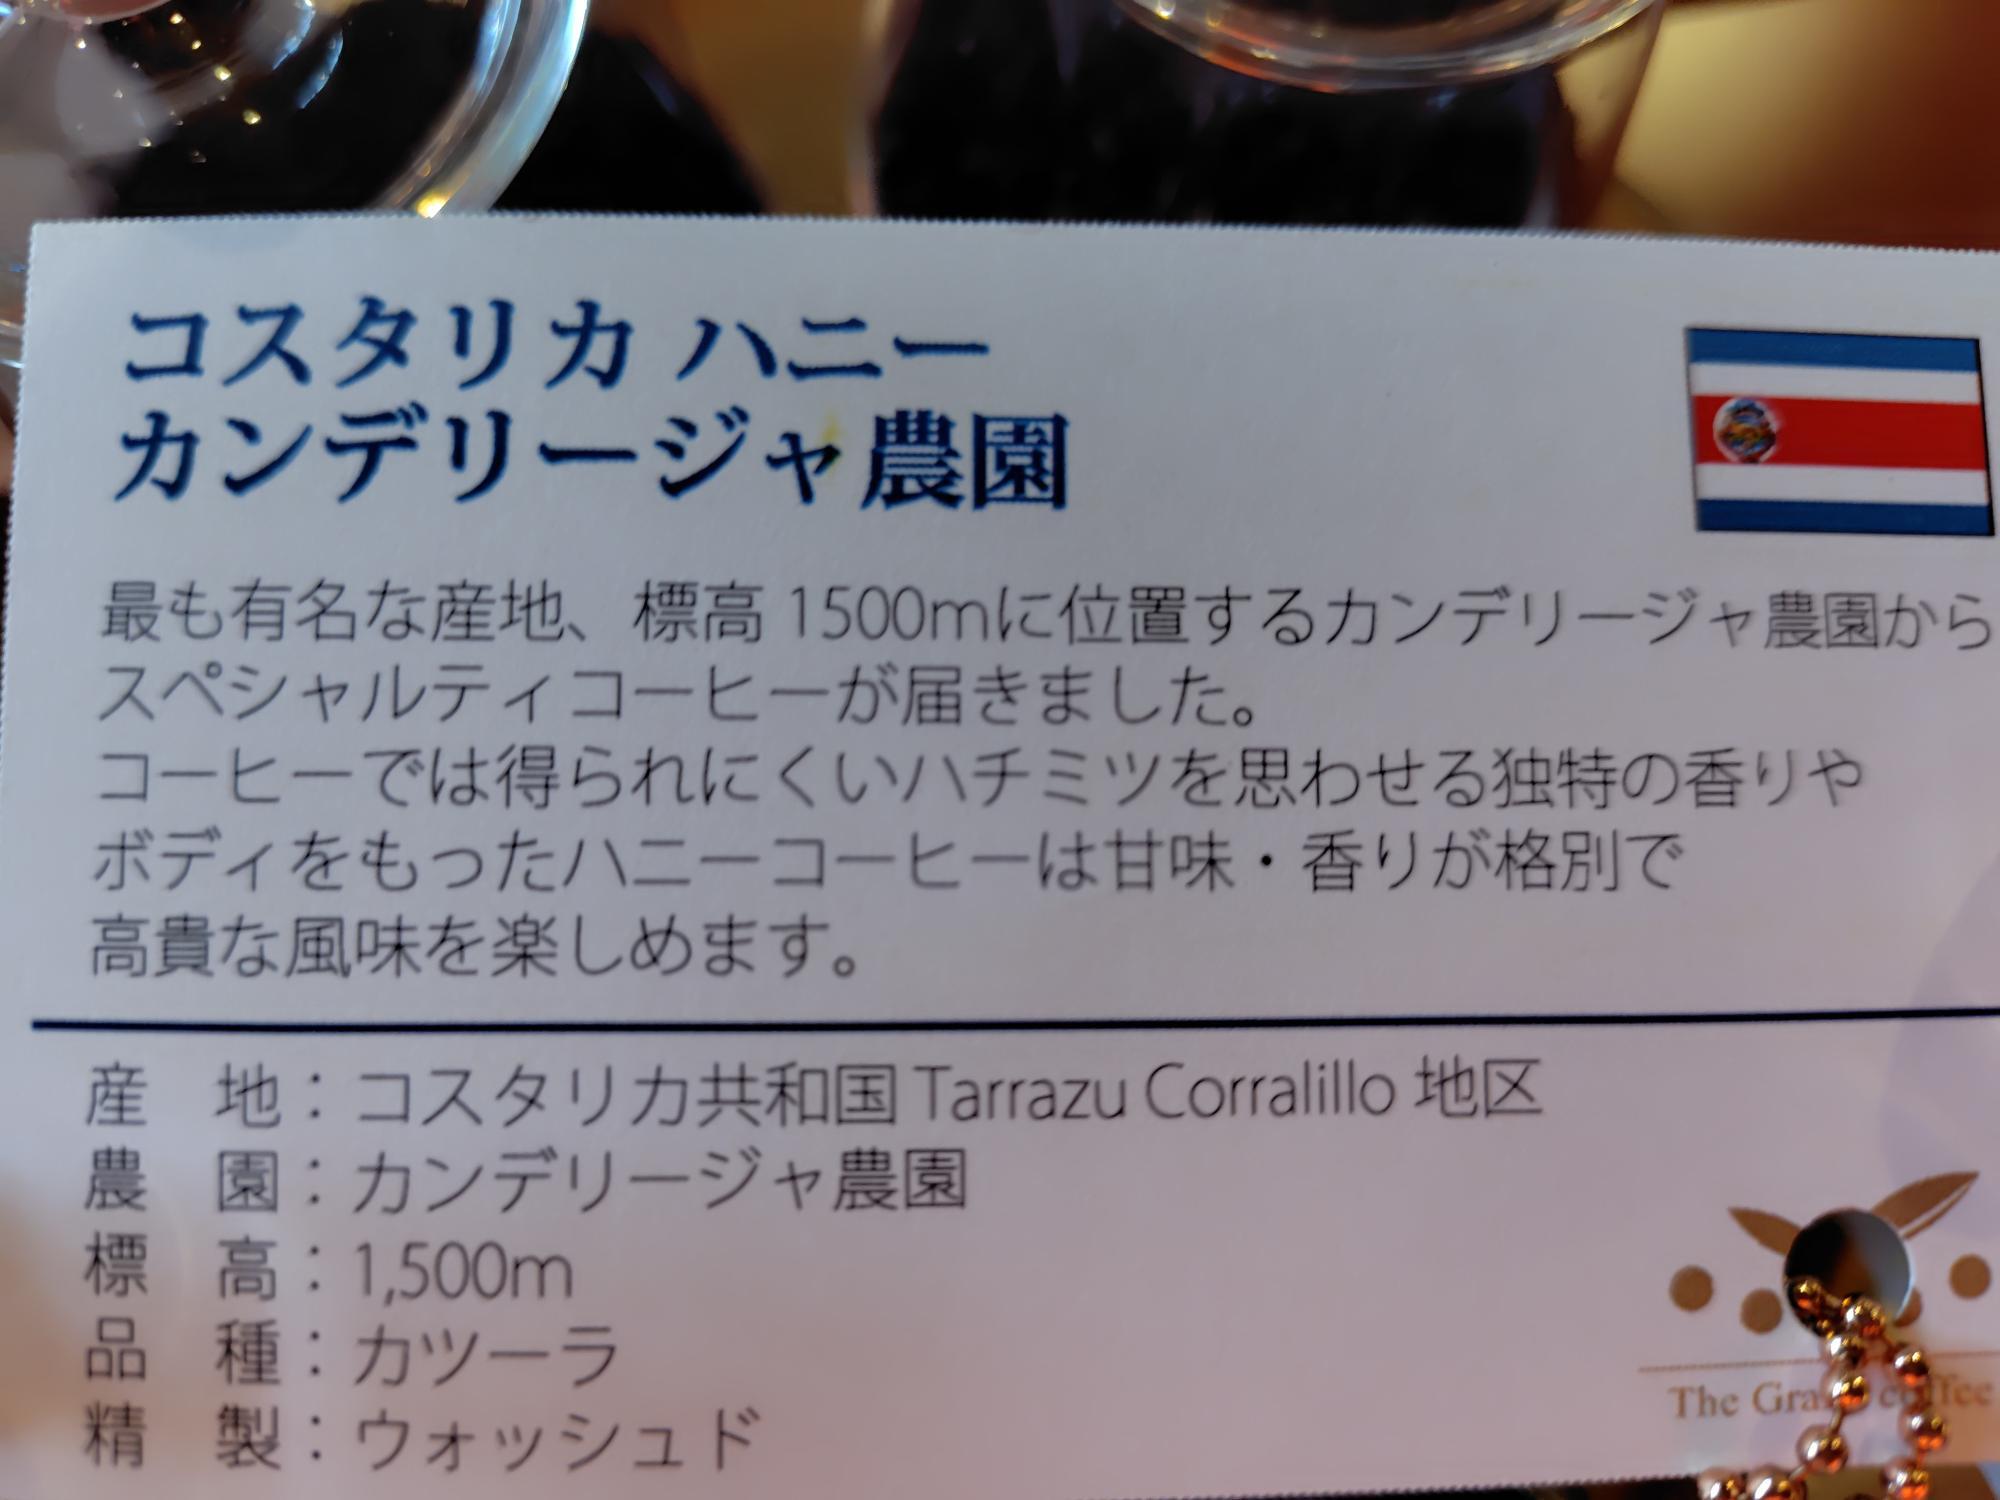 コスタリカ ハニー
カンデリージャ農園
最も有名な産地、標高 1500mに位置するカンデリージャ農園から
スペシャルティコーヒーが届きました。
コーヒーでは得られにくいハチミツを思わせる独特の香りや
ボディをもったハニーコーヒーは甘味・香りが格別で
高貴な風味を楽しめます。
産 地：コスタリカ共和国 Tarrazu Corralillo 地区
農 園：カンデリージャ農園
標 高：1,500m
品 種：カツーラ
精 製：ウォッシュド
The coffee